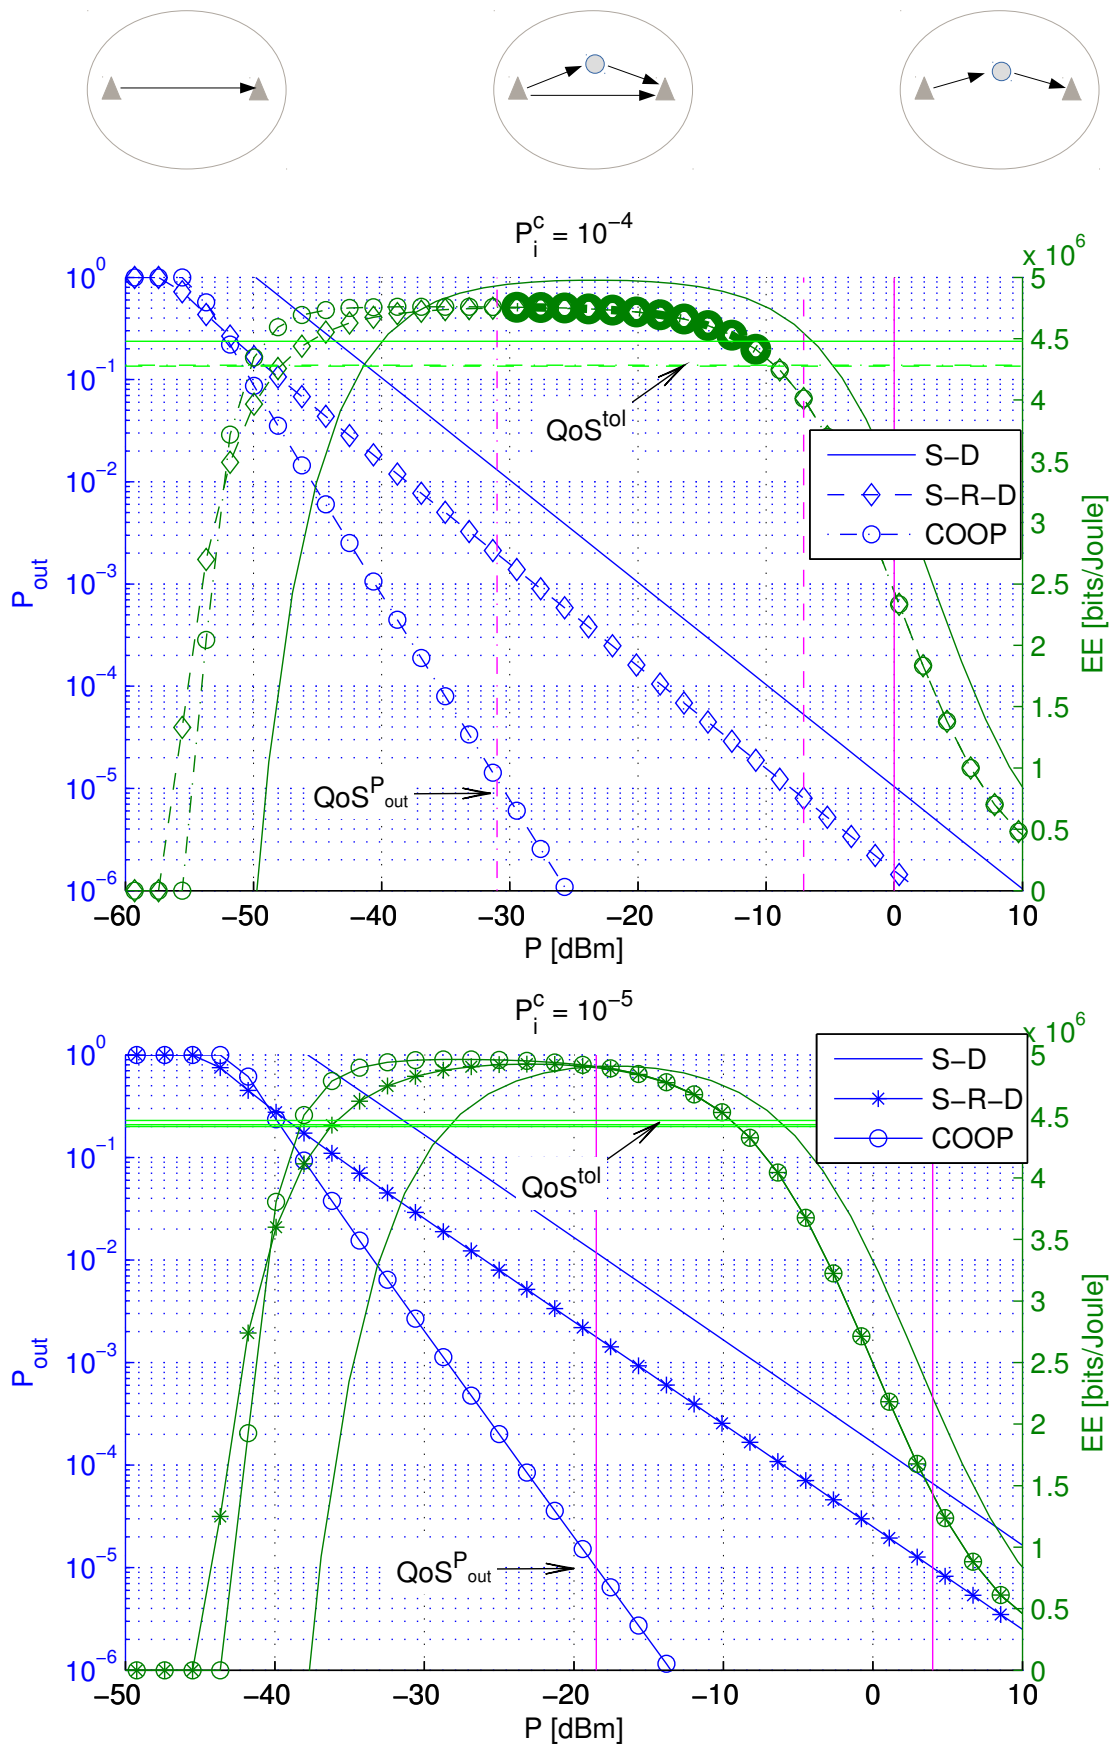 P_i^c = 10^−4
x 10^6
10^0
10^−1
10^−2
10^−3
10^−4
10^−5
10^−6
P_out
5
4.5
4
3.5
3
2.5
2
1.5
1
0.5
0
EE [bits/Joule]
QoS^tol
S−D
S−R−D
COOP
QoS^P_out
−60 −50 −40 −30 −20 −10 0 10
P [dBm]
P_i^c = 10^−5
x 10^6
10^0
10^−1
10^−2
10^−3
10^−4
10^−5
10^−6
P_out
5
4.5
4
3.5
3
2.5
2
1.5
1
0.5
0
EE [bits/Joule]
S−D
S−R−D
COOP
QoS^tol
QoS^P_out
−50 −40 −30 −20 −10 0 10
P [dBm]